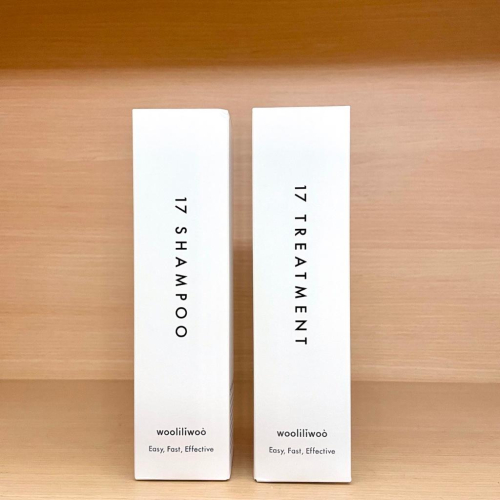 17 SHAMPOO
wooliliwoò
Easy, Fast, Effective
17 TREATMENT
wooliliwoò
Easy, Fast, Effective